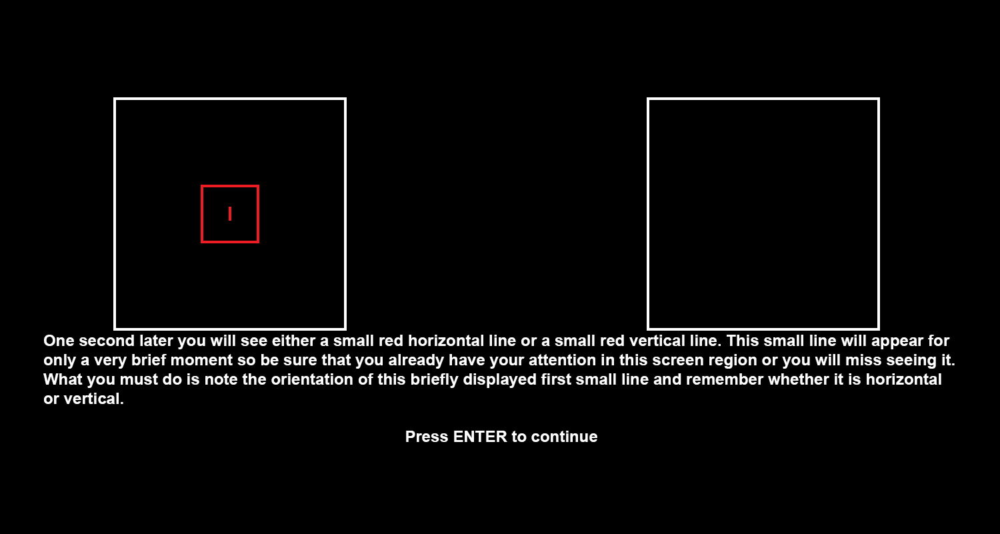 One second later you will see either a small red horizontal line or a small red vertical line. This small line will appear for
only a very brief moment so be sure that you already have your attention in this screen region or you will miss seeing it.
What you must do is note the orientation of this briefly displayed first small line and remember whether it is horizontal
or vertical.
Press ENTER to continue